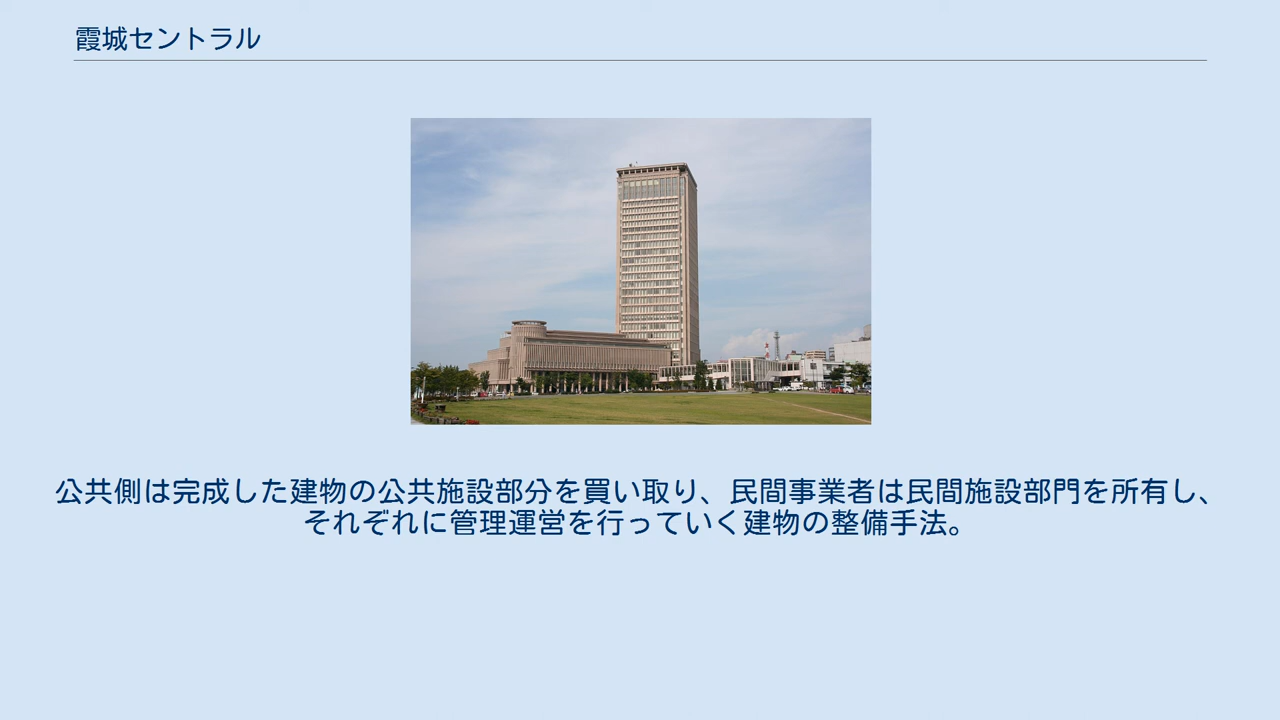 霞城セントラル
公共側は完成した建物の公共施設部分を買い取り、民間事業者は民間施設部門を所有し、
それぞれに管理運営を行っていく建物の整備手法。